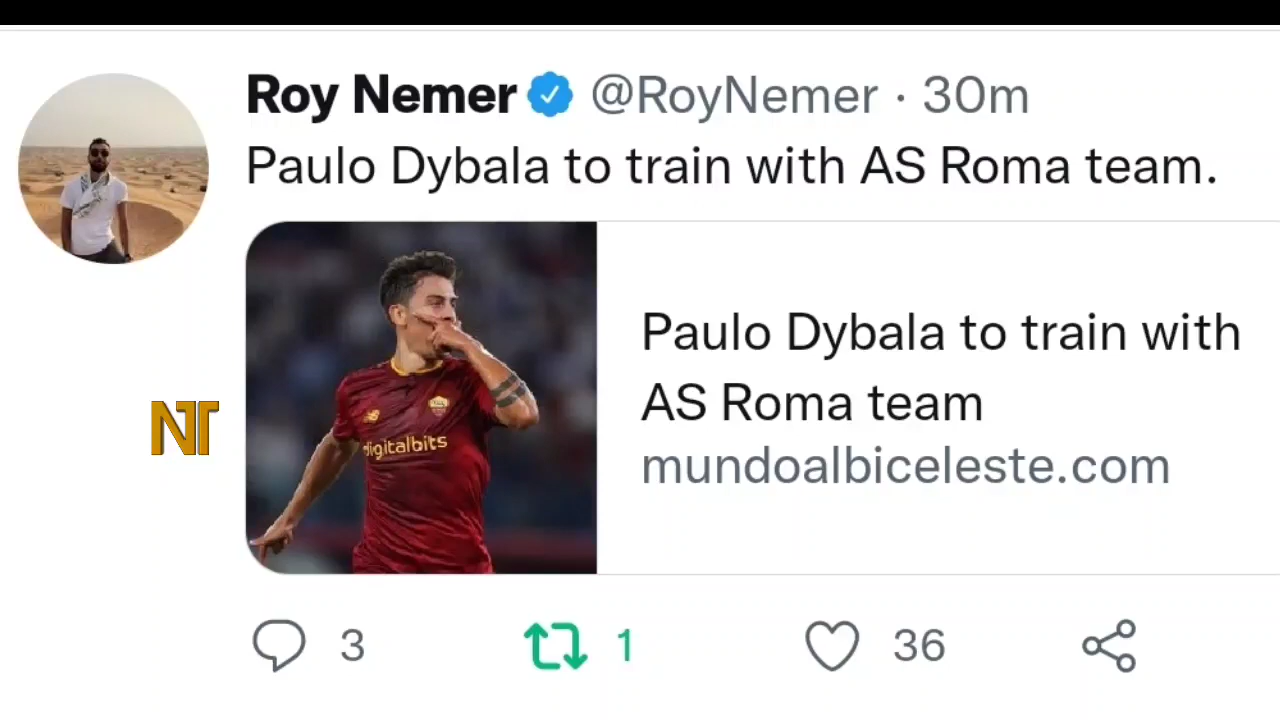 Roy Nemer @RoyNemer · 30m
Paulo Dybala to train with AS Roma team.
digitalbits
Paulo Dybala to train with
AS Roma team
mundoalbiceleste.com
NT
3 1 36